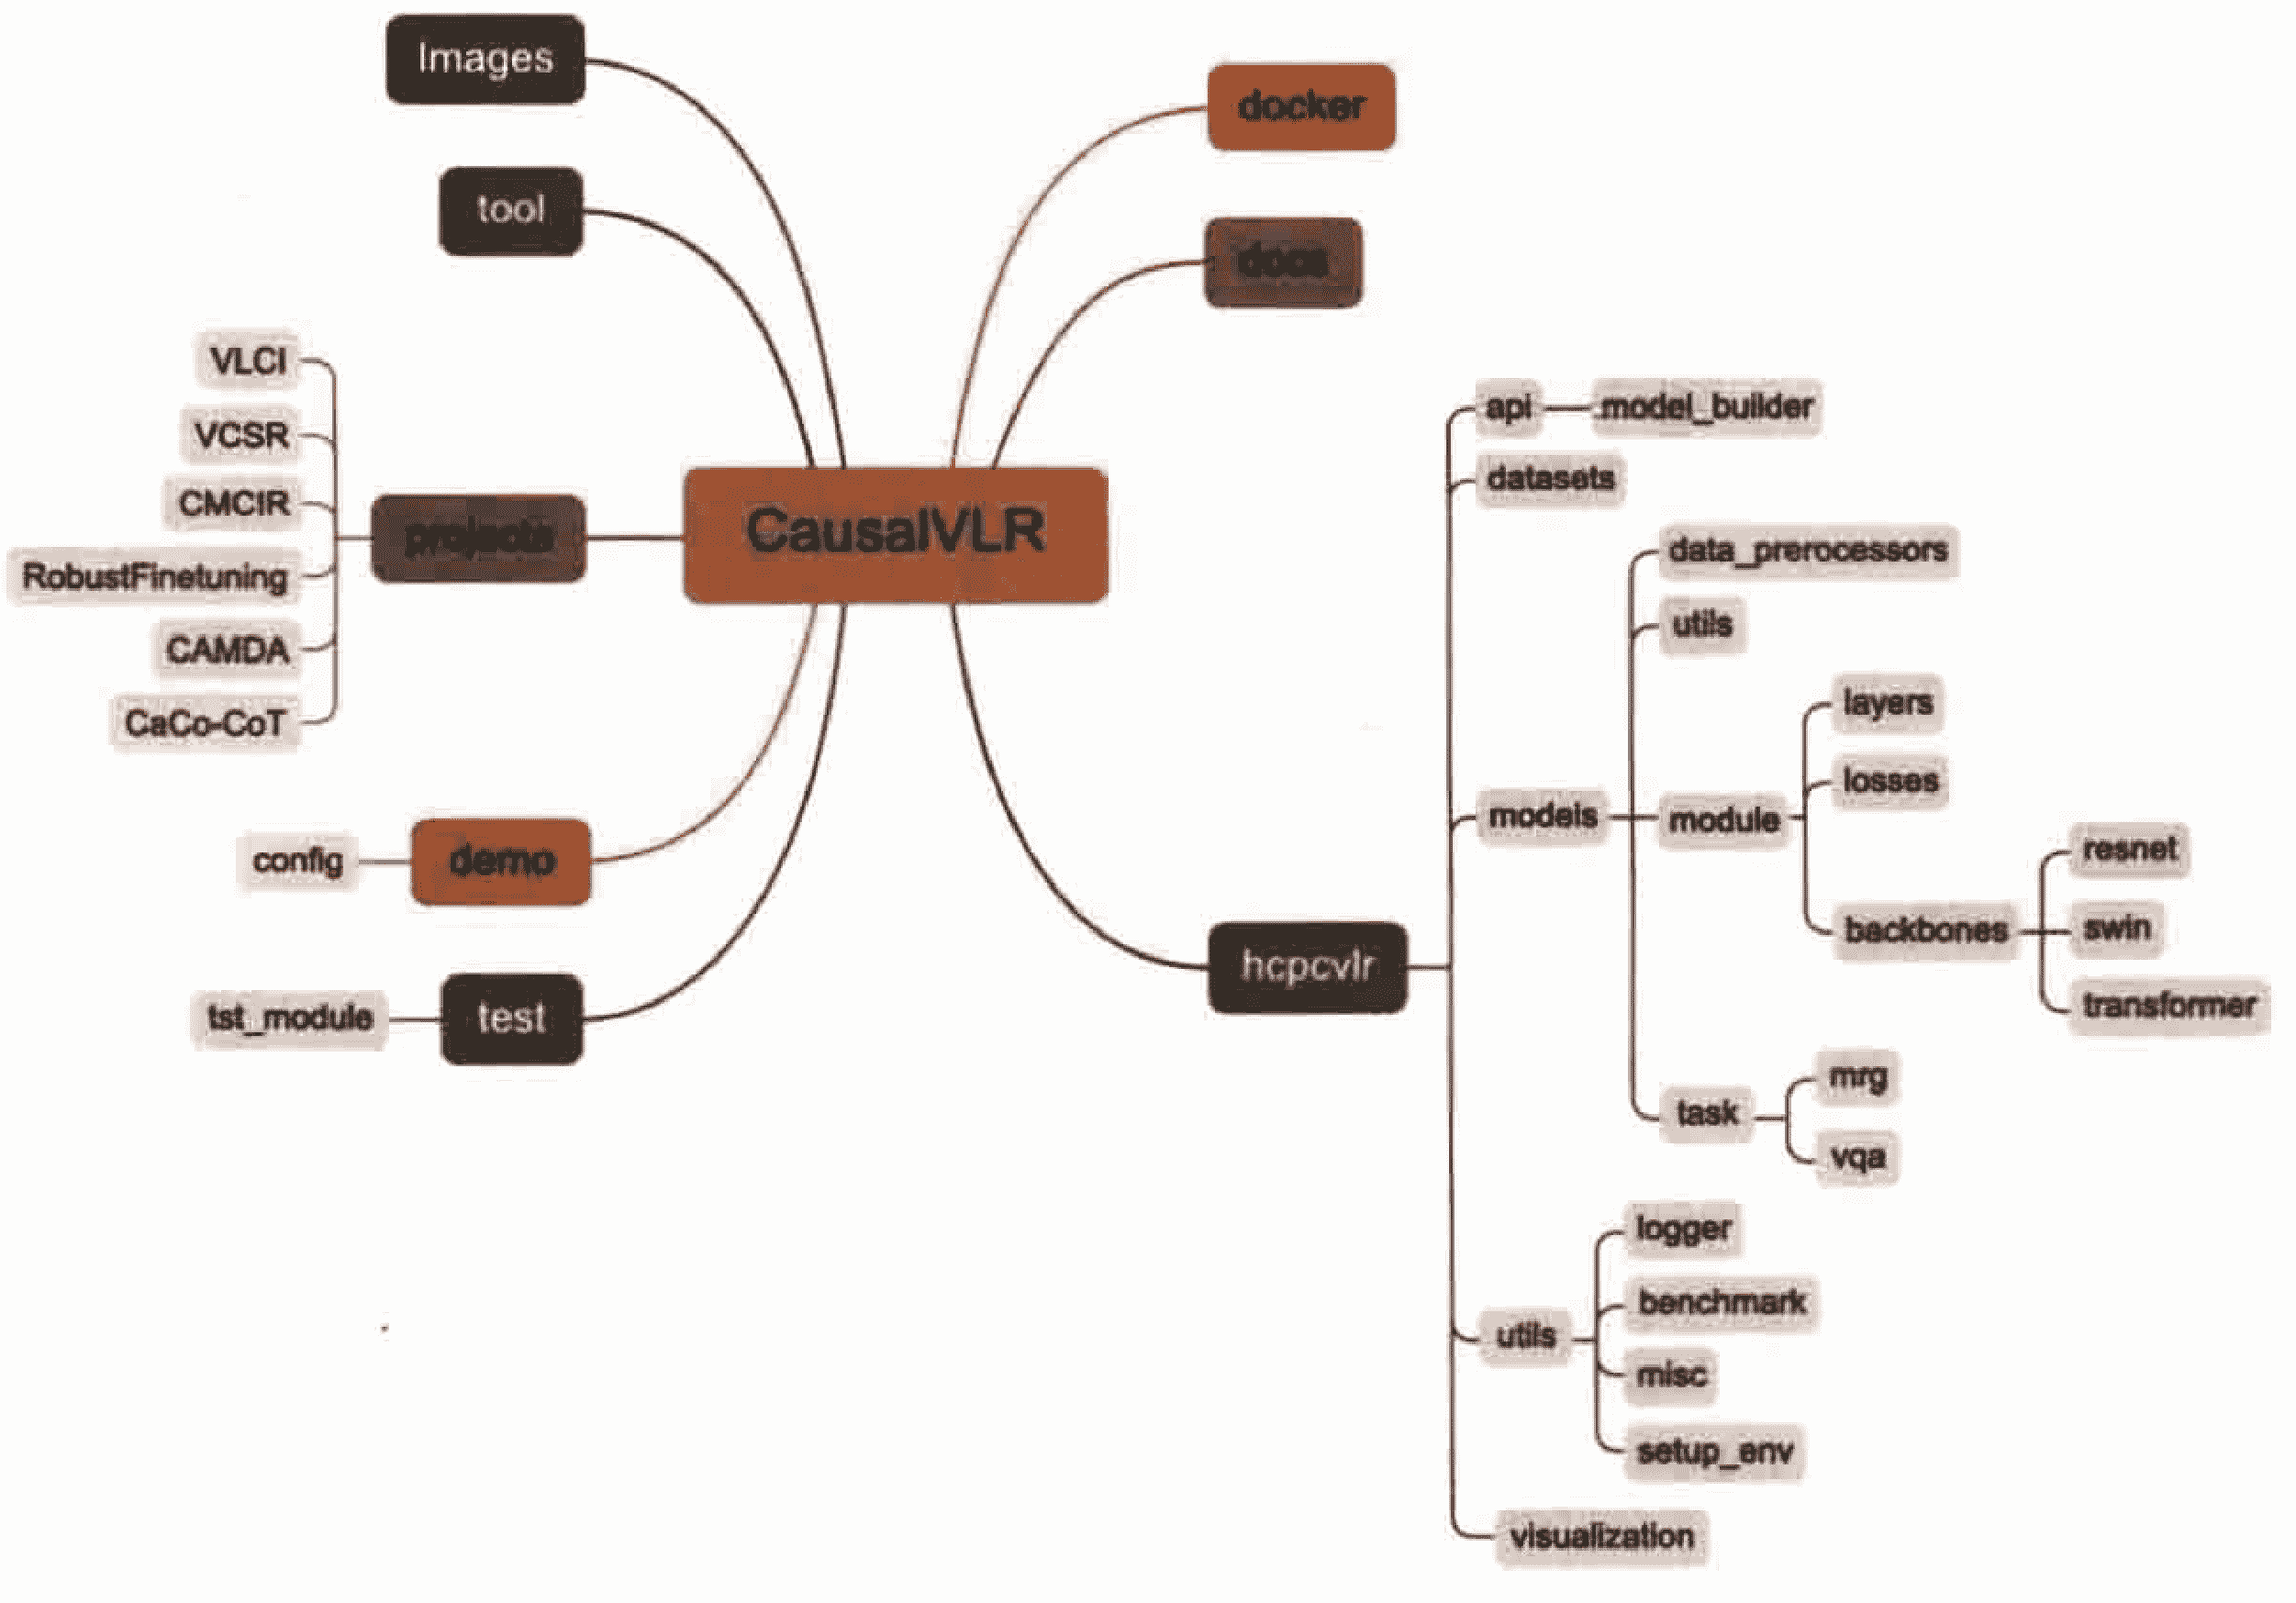 Images
docker
tool
docs
VLCI
VCSR
CMCIR
RobustFinetuning
CAMDA
CaCo-CoT
projects
CausalVLR
config
demo
tst_module
test
hcpcvlr
api
model_builder
datasets
models
data_prerocessors
utils
module
layers
losses
backbones
resnet
swin
transformer
task
mrg
vqa
utils
logger
benchmark
misc
setup_env
visualization